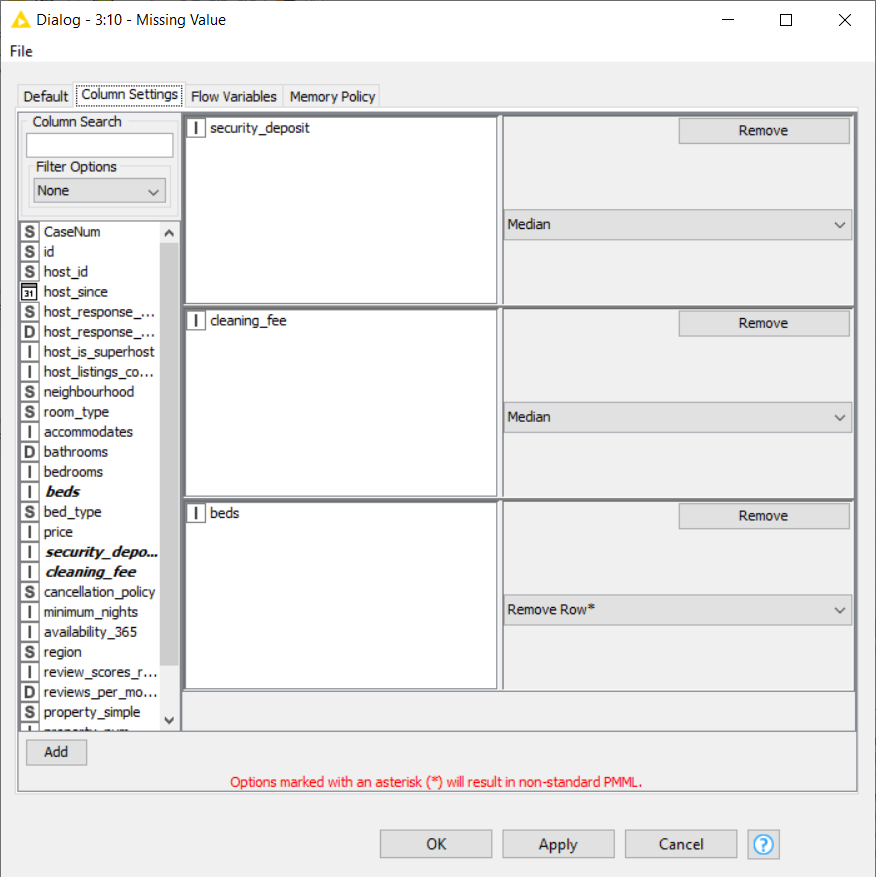 Dialog - 3:10 - Missing Value
File
Default Column Settings Flow Variables Memory Policy
Column Search
Filter Options
None
S CaseNum
S id
S host_id
31 host_since
S host_response_...
D host_response_...
I host_is_superhost
I host_listings_co...
S neighbourhood
S room_type
I accommodates
D bathrooms
I bedrooms
I beds
S bed_type
I price
I security_depo...
I cleaning_fee
S cancellation_policy
I minimum_nights
I availability_365
S region
I review_scores_r...
D reviews_per_mo...
S property_simple
Add
I security_deposit
Remove
Median
I cleaning_fee
Remove
Median
I beds
Remove
Remove Row*
Options marked with an asterisk (*) will result in non-standard PMML.
OK Apply Cancel ?